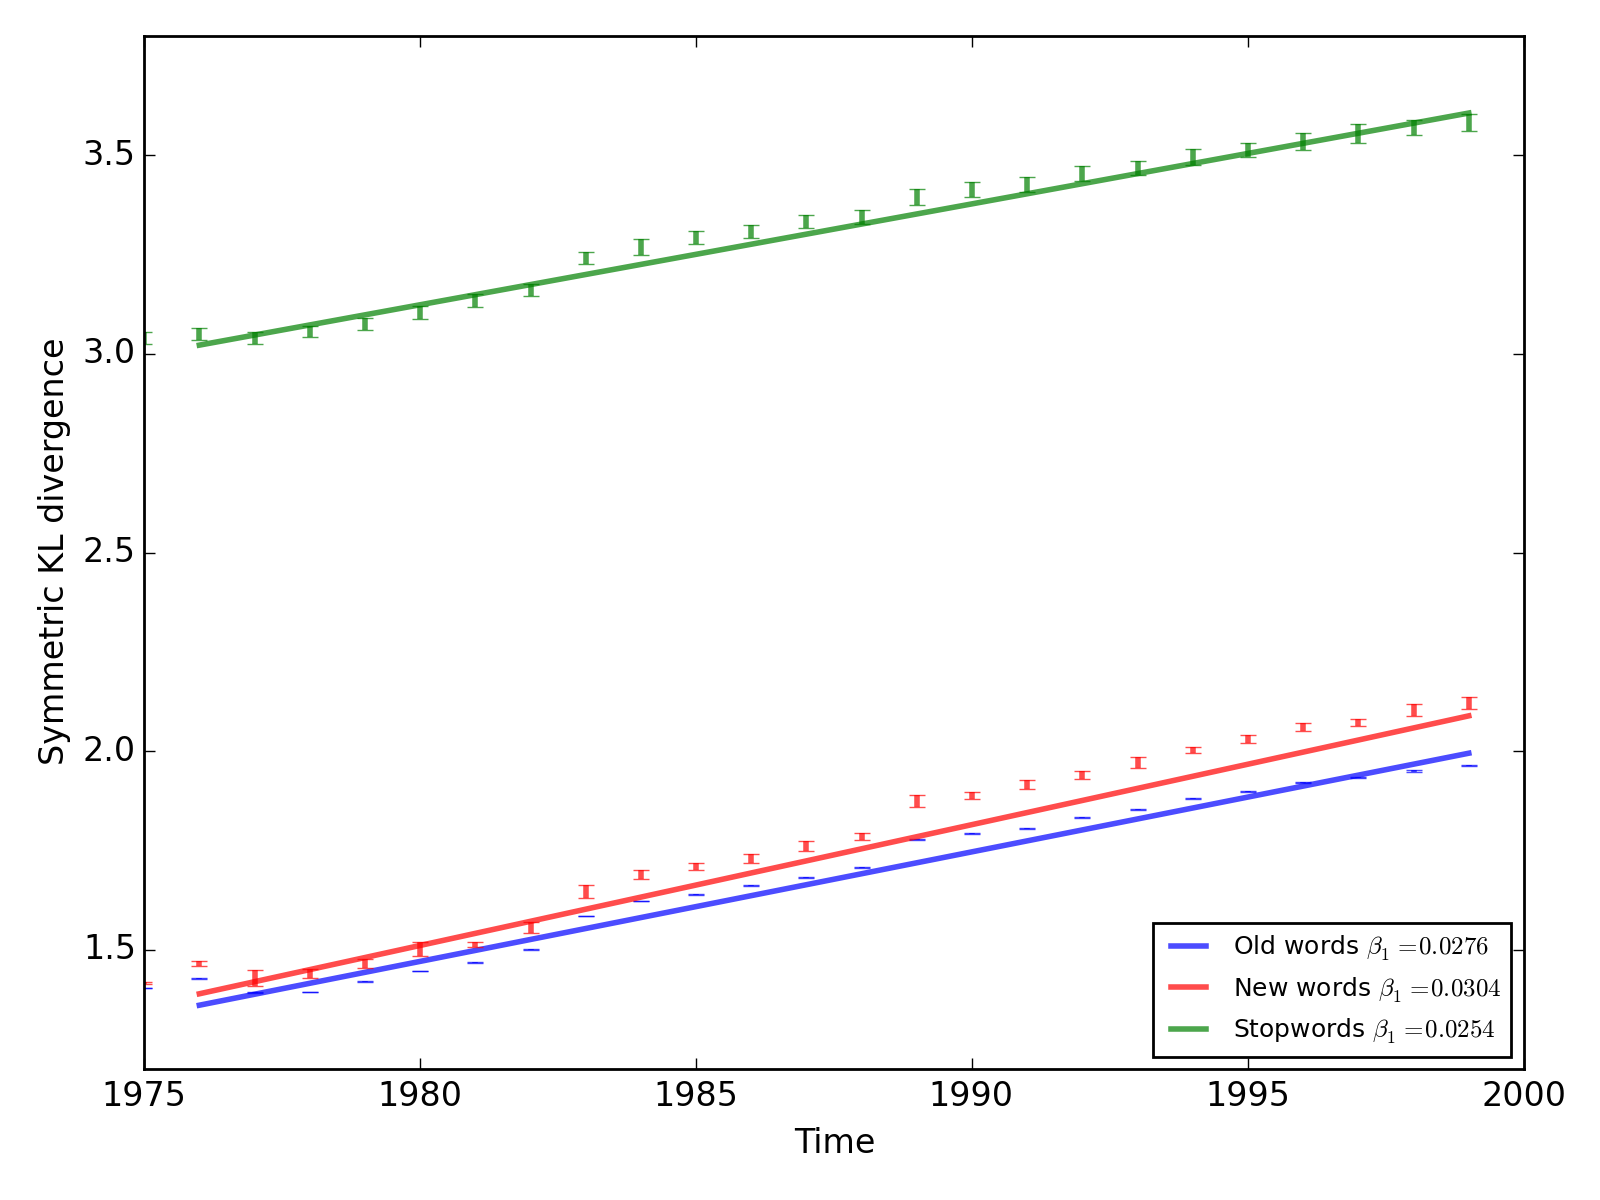 3.5
3.0
2.5
2.0
1.5
Symmetric KL divergence
1975 1980 1985 1990 1995 2000
Time
Old words β₁ =0.0276
New words β₁ =0.0304
Stopwords β₁ =0.0254